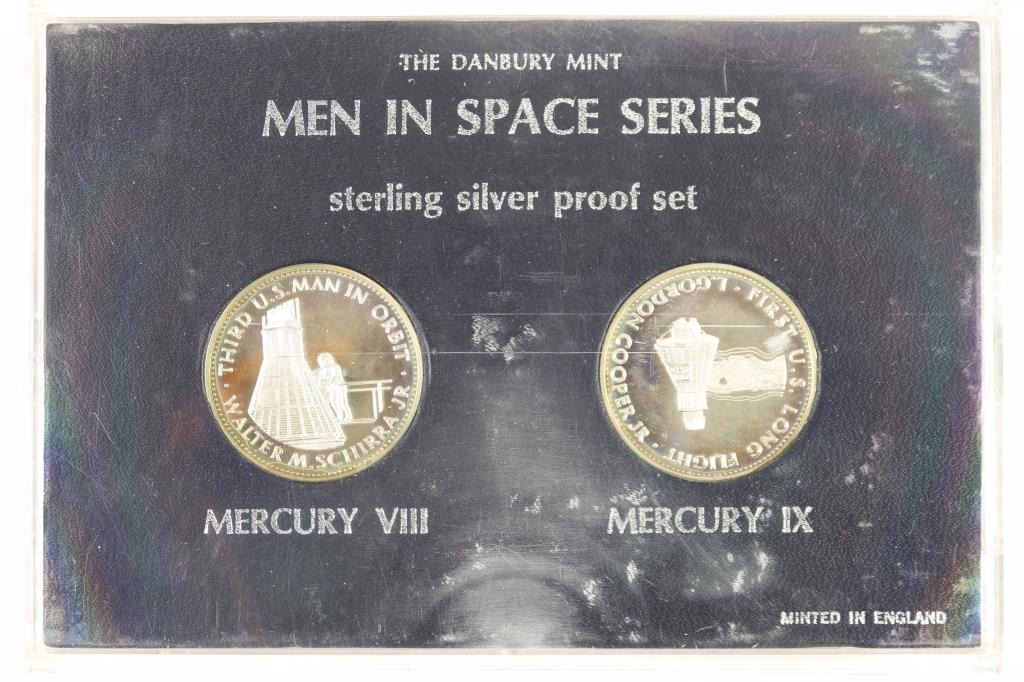 THE DANBURY MINT
MEN IN SPACE SERIES
sterling silver proof set
· THIRD U.S. MAN IN ORBIT ·
WALTER M. SCHIRRA JR.
· FIRST U.S. LONG FLIGHT ·
L. GORDON COOPER JR.
MERCURY VIII
MERCURY IX
MINTED IN ENGLAND